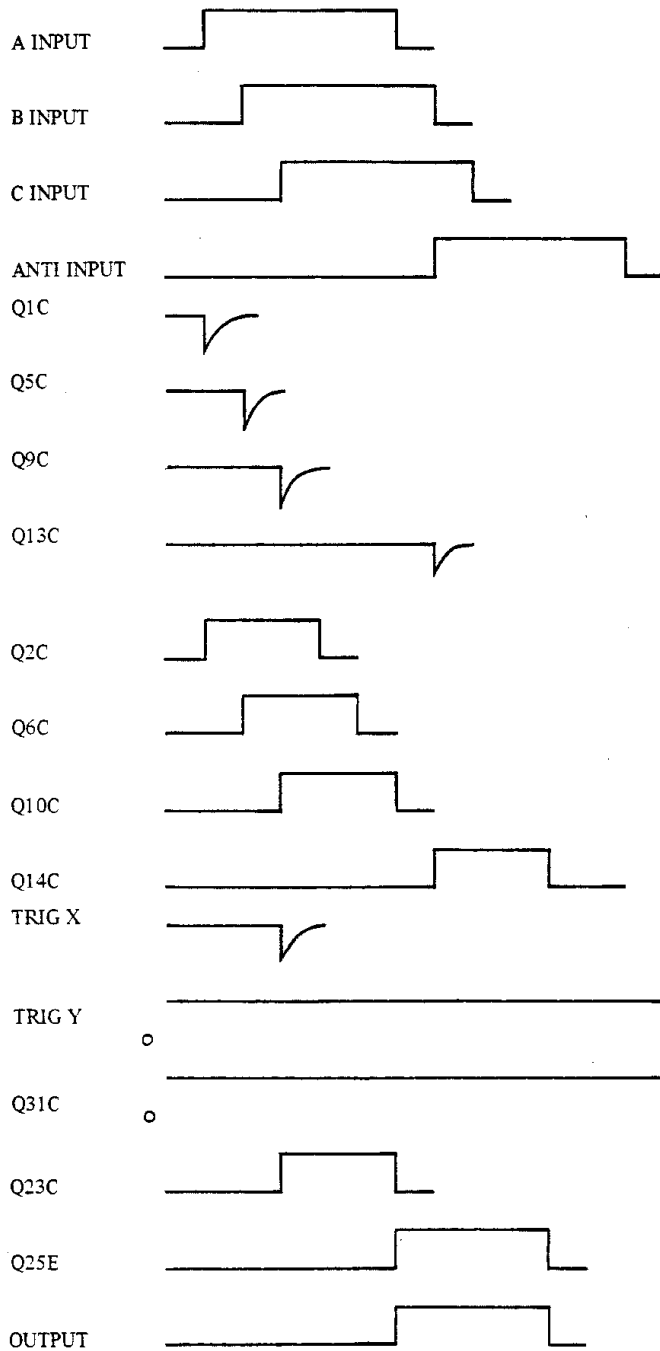 A INPUT
B INPUT
C INPUT
ANTI INPUT
Q1C
Q5C
Q9C
Q13C
Q2C
Q6C
Q10C
Q14C
TRIG X
TRIG Y
O
Q31C
O
Q23C
Q25E
OUTPUT